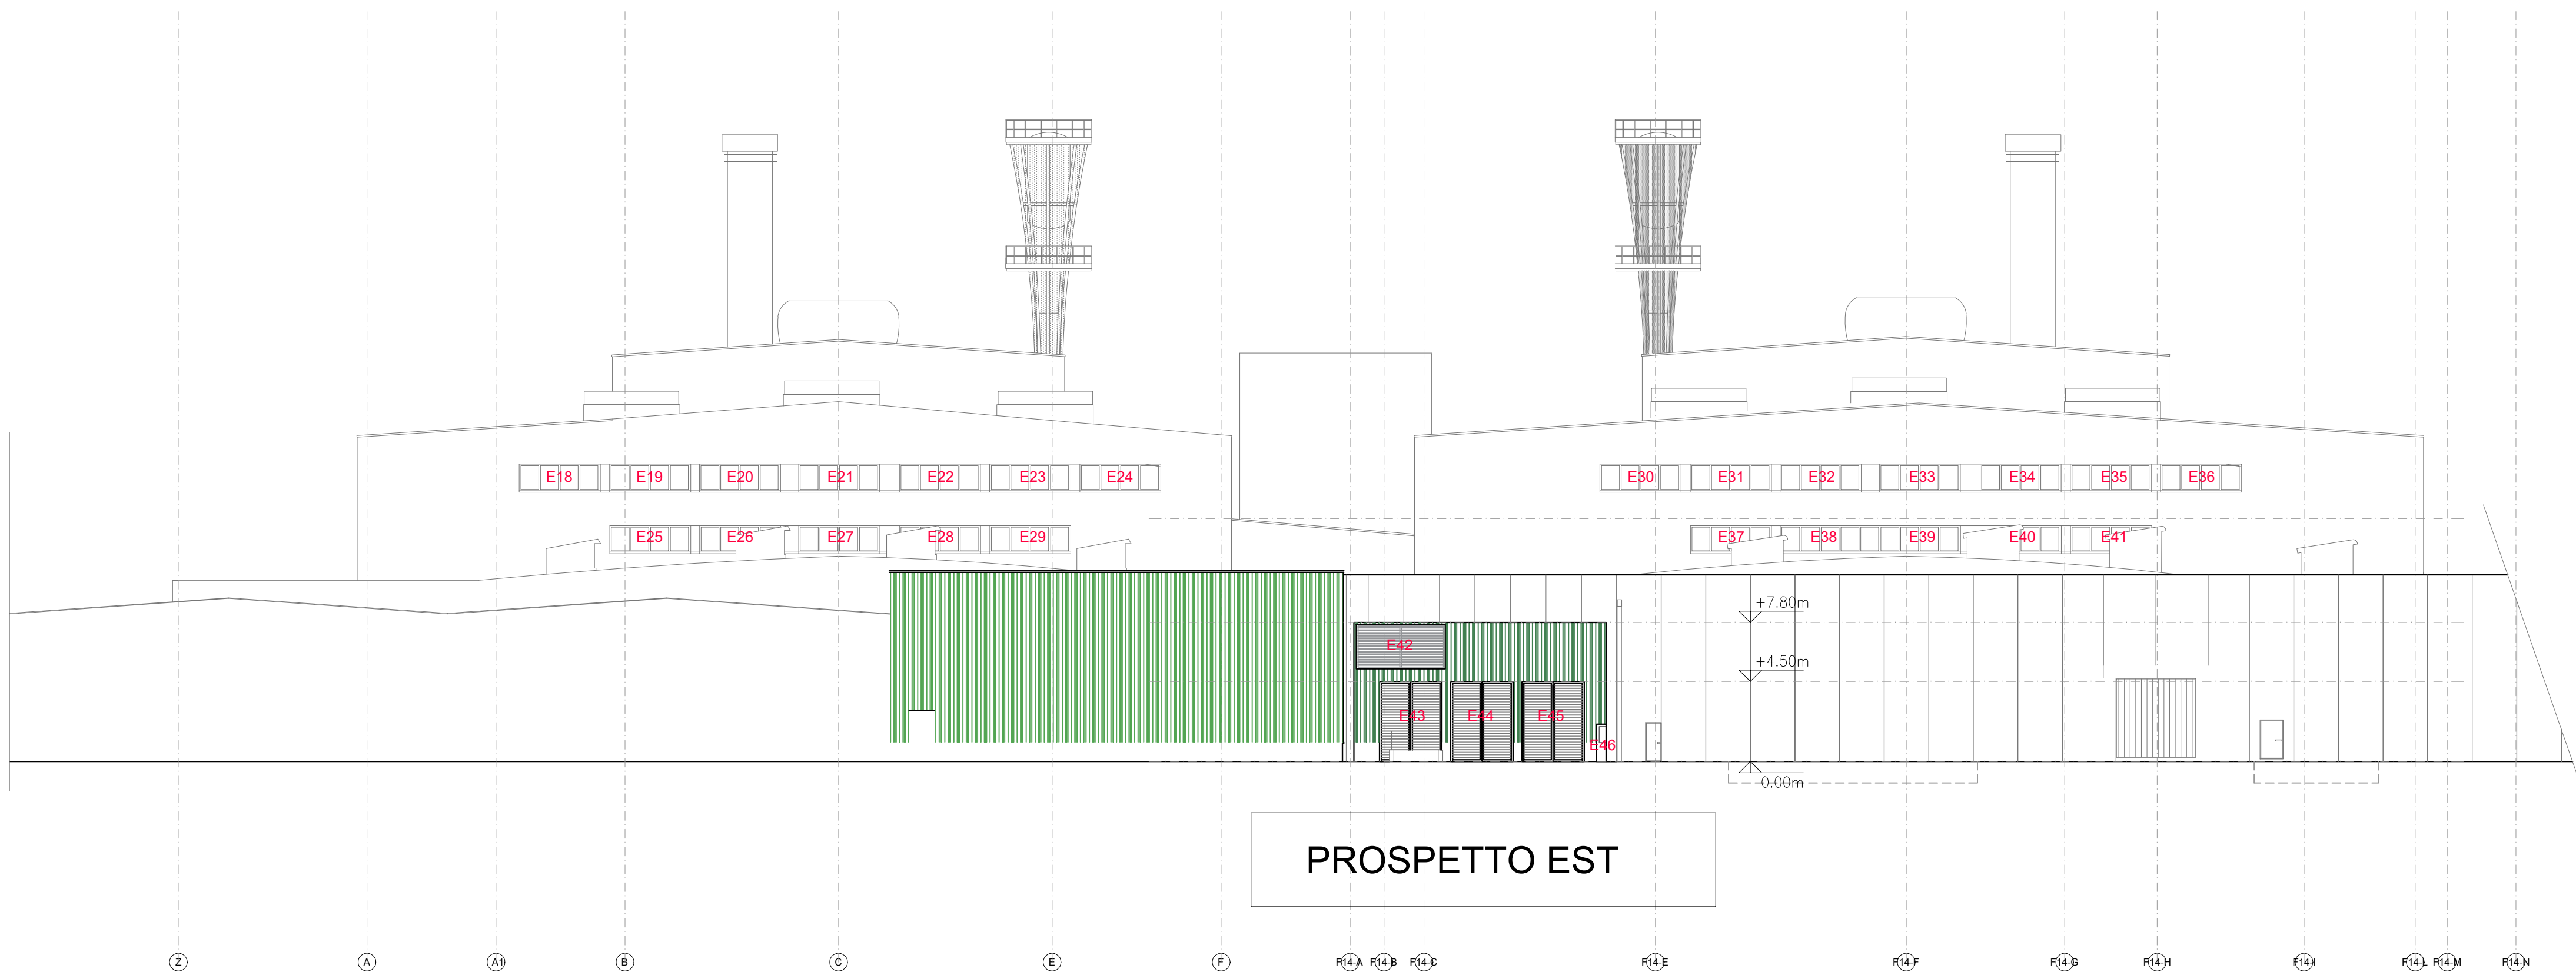 E18 E19 E20 E21 E22 E23 E24 E30 E31 E32 E33 E34 E35 E36
E25 E26 E27 E28 E29 E37 E38 E39 E40 E41
+7.80m
E42
+4.50m
E43 E44 E45
E46
0.00m
PROSPETTO EST
Z A A1 B C E F F14-A F14-B F14-C F14-E F14-F F14-G F14-H F14-I F14-L F14-M F14-N